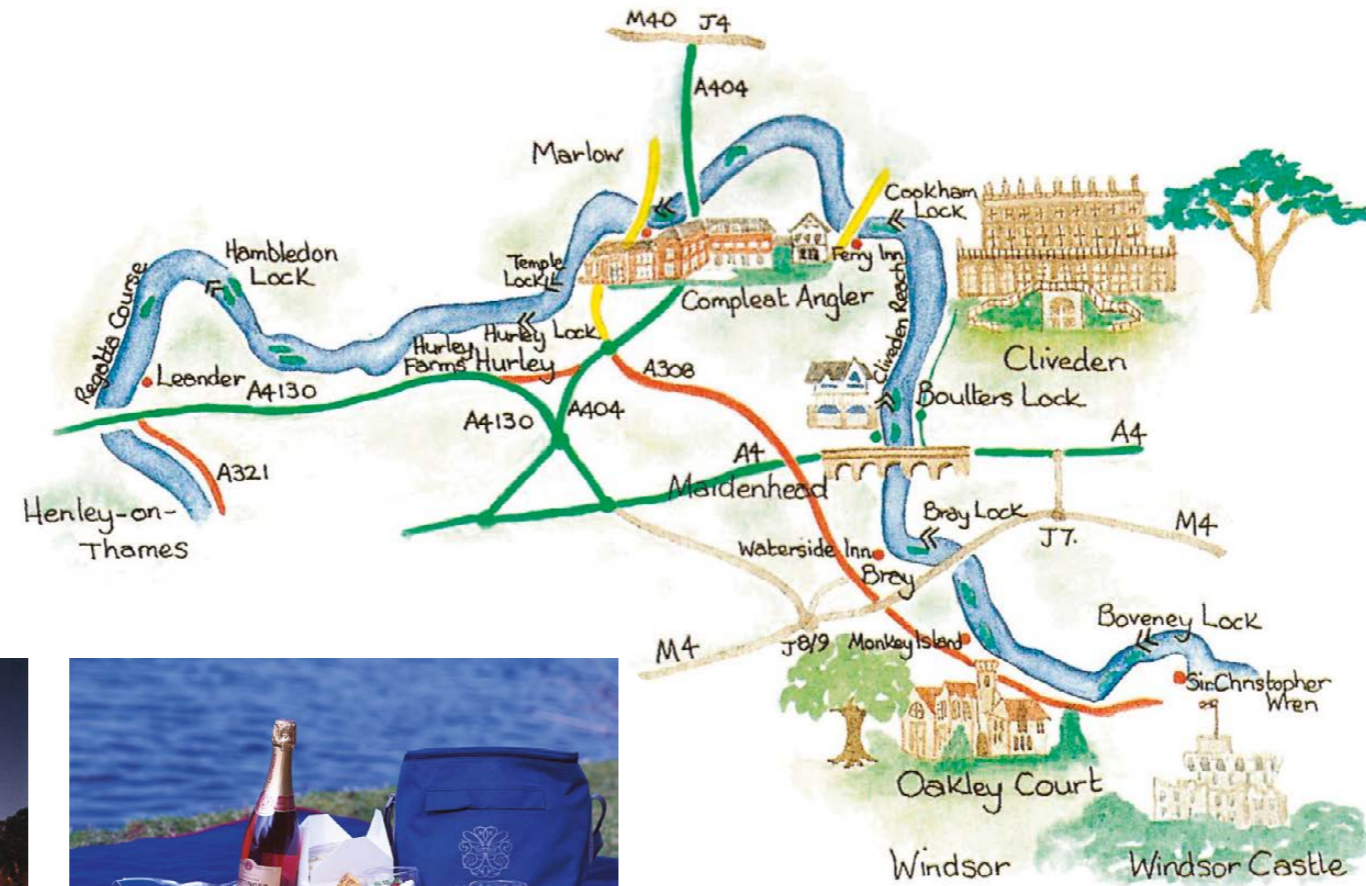 M40 J4
A404
Marlow
Cookham
Lock
Hambledon
Lock
Regatta Course
Temple
Lock
Ferry Inn
Compleat Angler
Cliveden Reach
Cliveden
Hurley Lock
Hurley
Farms
Hurley
Leander
A4130
A308
Boulters Lock
A4130
A404
A4
A4
A321
Maidenhead
Henley-on-
Thames
Bray Lock
J7.
M4
Waterside Inn
Bray
Boveney Lock
M4
J8/9
Monkey Island
Sir Christopher
Wren
Oakley Court
Windsor
Windsor Castle